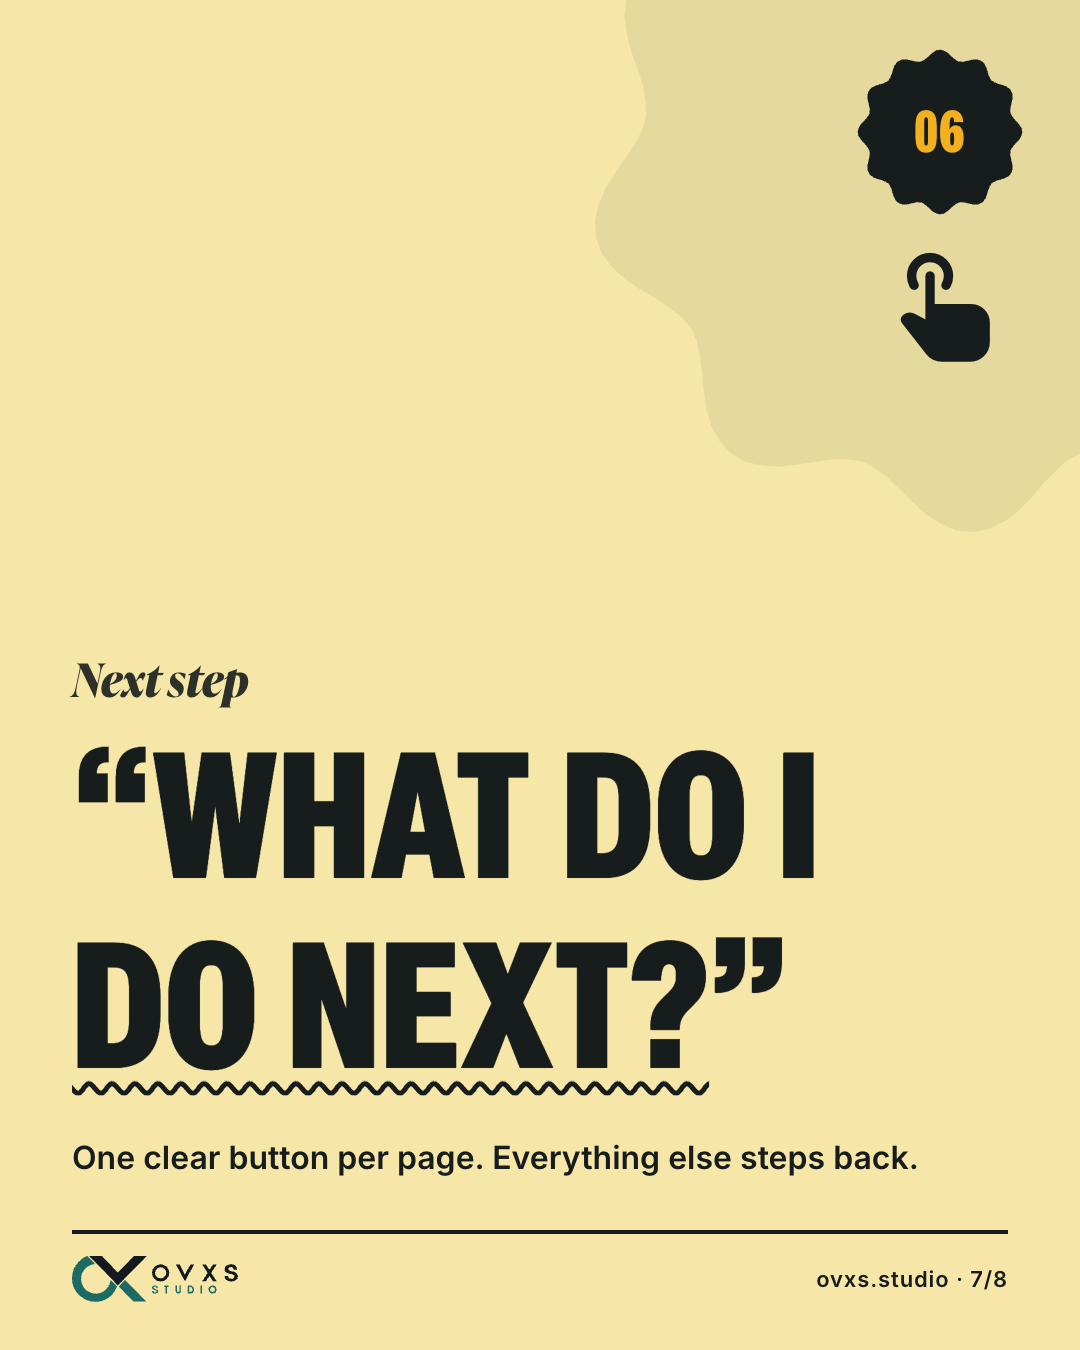 06
Next step
“WHAT DO I
DO NEXT?”
One clear button per page. Everything else steps back.
OVXS
STUDIO
ovxs.studio · 7/8